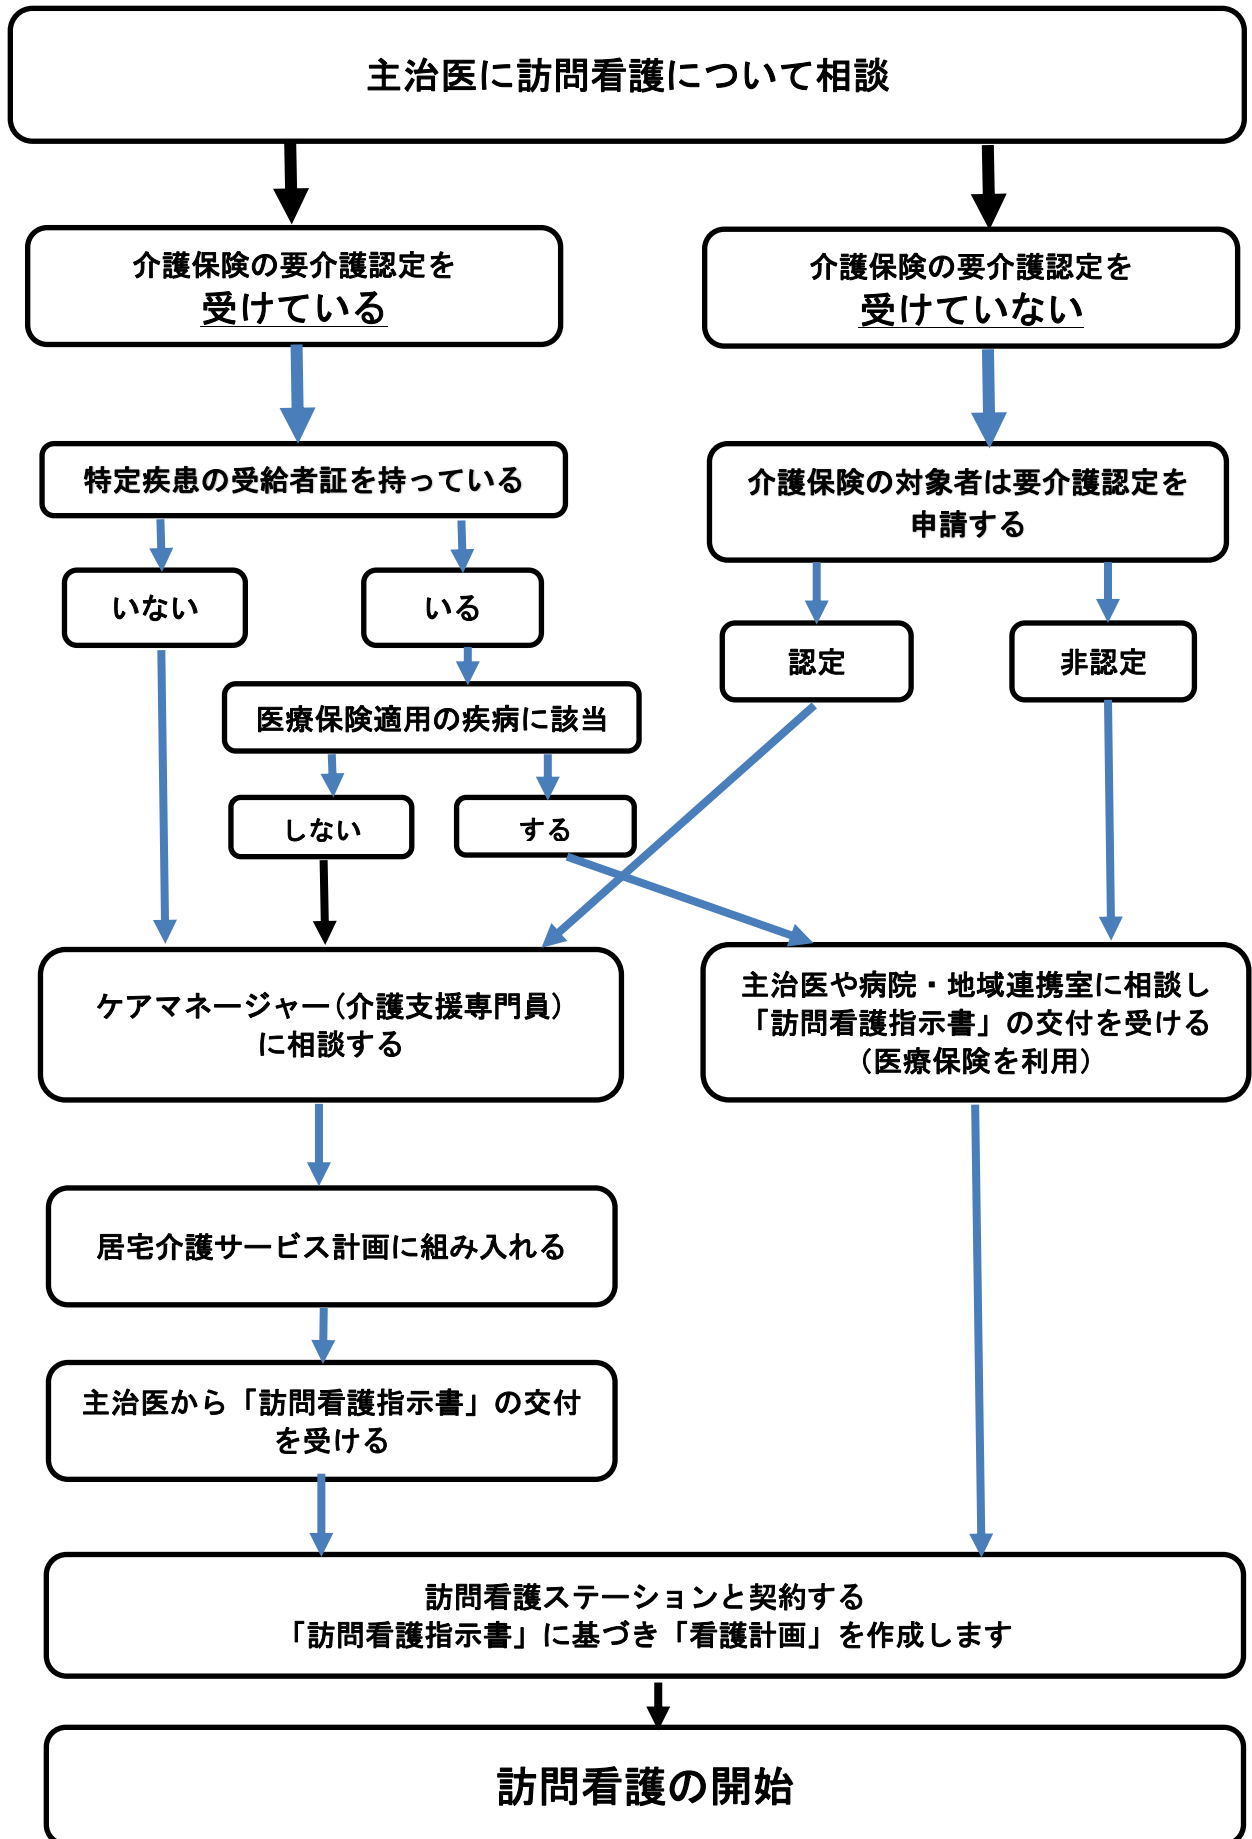 主治医に訪問看護について相談
介護保険の要介護認定を
受けている
介護保険の要介護認定を
受けていない
特定疾患の受給者証を持っている
介護保険の対象者は要介護認定を
申請する
いない
いる
認定
非認定
医療保険適用の疾病に該当
しない
する
ケアマネージャー(介護支援専門員)
に相談する
主治医や病院・地域連携室に相談し
「訪問看護指示書」の交付を受ける
(医療保険を利用)
居宅介護サービス計画に組み入れる
主治医から「訪問看護指示書」の交付
を受ける
訪問看護ステーションと契約する
「訪問看護指示書」に基づき「看護計画」を作成します
訪問看護の開始